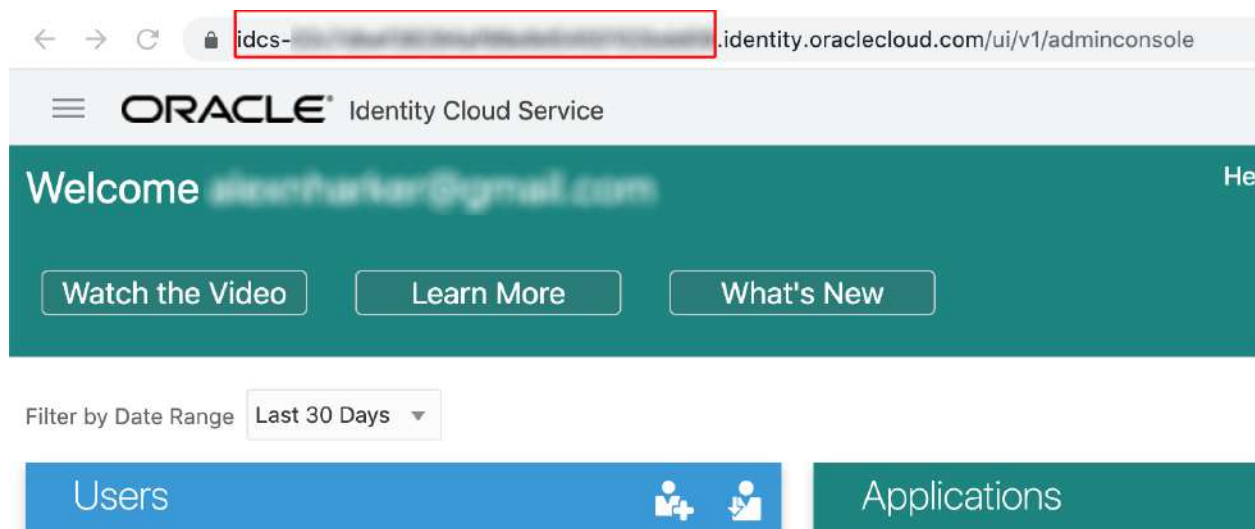 idcs- .identity.oraclecloud.com/ui/v1/adminconsole
ORACLE® Identity Cloud Service
Welcome
He
Watch the Video Learn More What's New
Filter by Date Range Last 30 Days
Users Applications